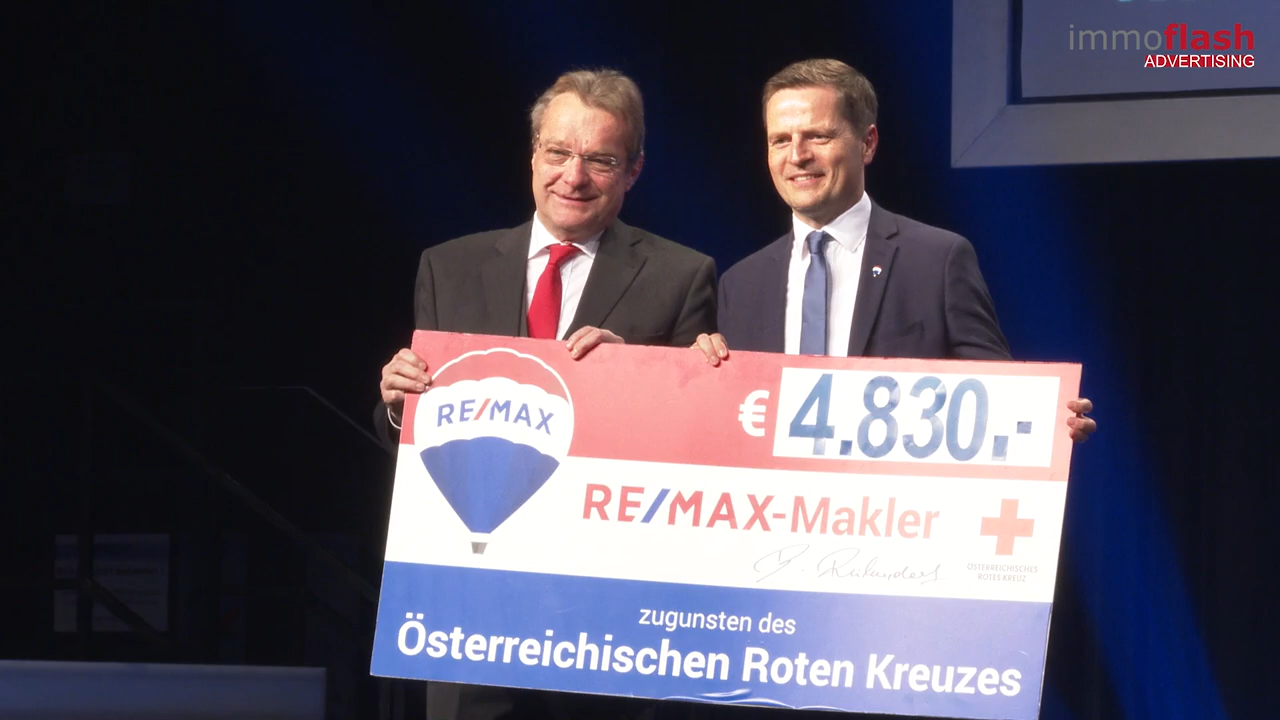 immoflash
ADVERTISING
RE/MAX
€ 4.830.-
RE/MAX-Makler
ÖSTERREICHISCHES
ROTES KREUZ
zugunsten des
Österreichischen Roten Kreuzes